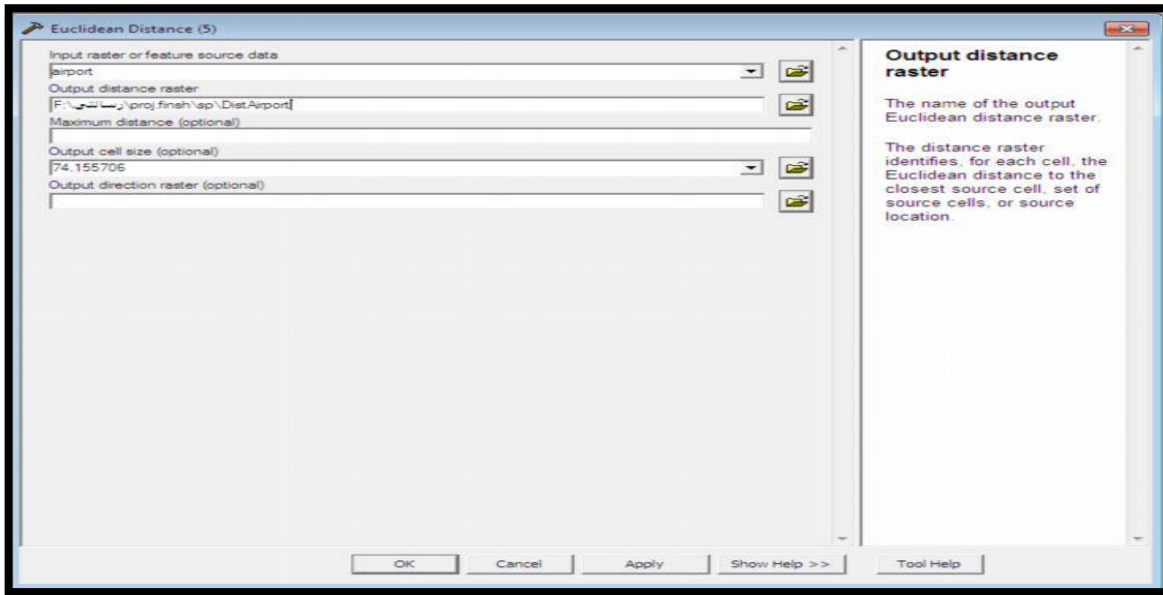 Euclidean Distance (5)
Input raster or feature source data
airport
Output distance raster
F:\رسالتي\proj.finsh\sp\DistAirport
Maximum distance (optional)
Output cell size (optional)
74.155706
Output direction raster (optional)
OK
Cancel
Apply
Show Help >>
Output distance
raster
The name of the output
Euclidean distance raster.
The distance raster
identifies, for each cell, the
Euclidean distance to the
closest source cell, set of
source cells, or source
location.
Tool Help